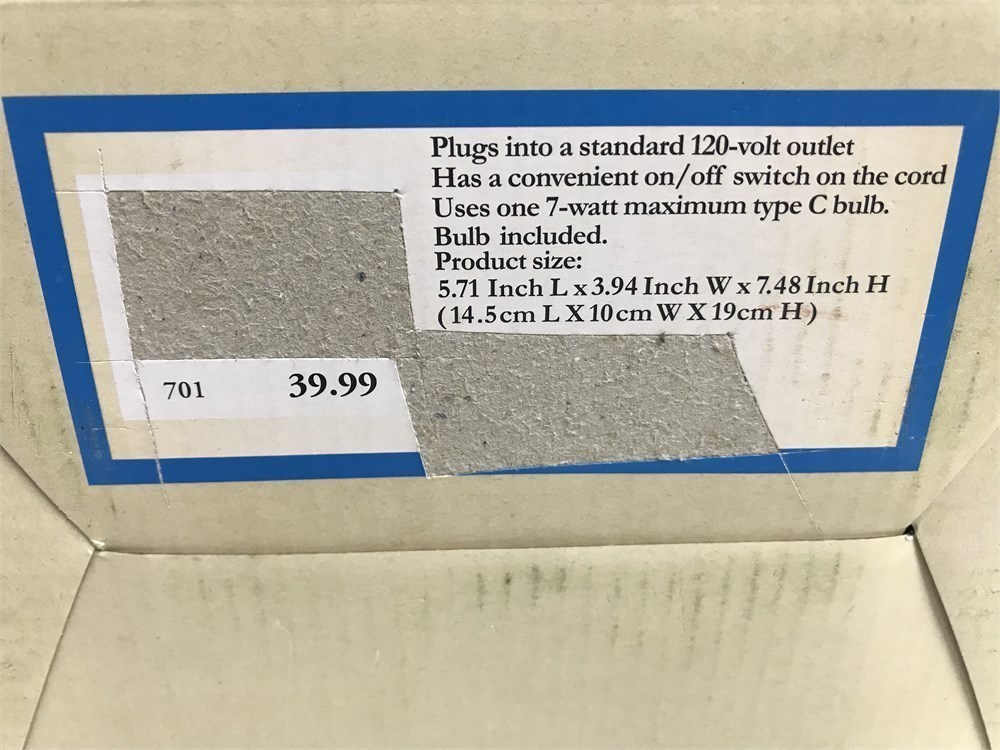 Plugs into a standard 120-volt outlet
Has a convenient on/off switch on the cord
Uses one 7-watt maximum type C bulb.
Bulb included.
Product size:
5.71 Inch L x 3.94 Inch W x 7.48 Inch H
(14.5cm L X 10cm W X 19cm H)
701 39.99